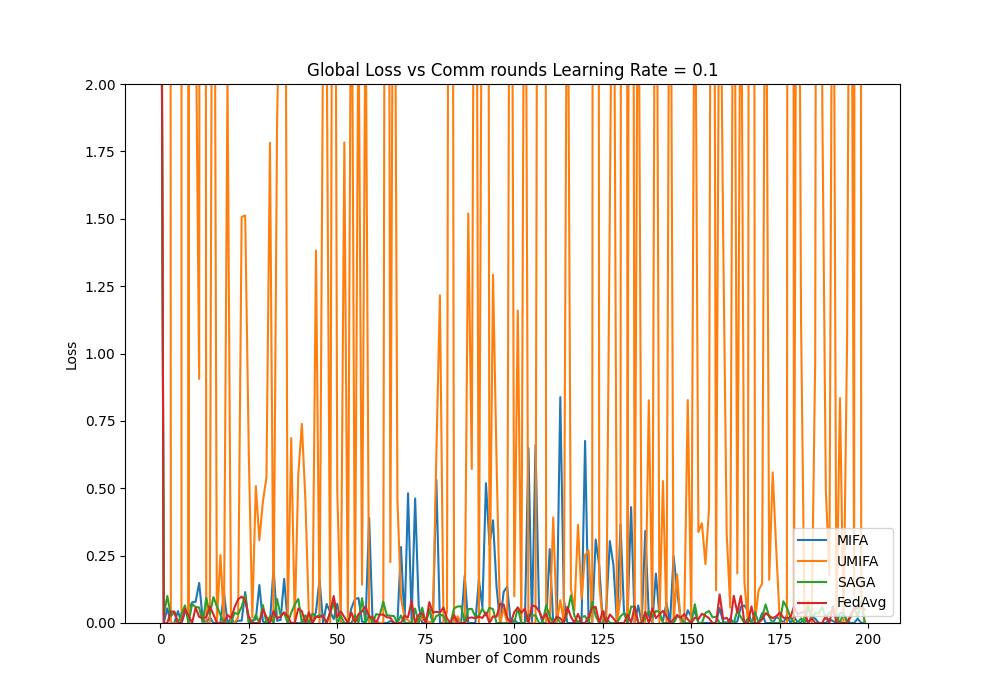 Global Loss vs Comm rounds Learning Rate = 0.1
2.00
1.75
1.50
1.25
1.00
0.75
0.50
0.25
0.00
Loss
0 25 50 75 100 125 150 175 200
Number of Comm rounds
MIFA
UMIFA
SAGA
FedAvg